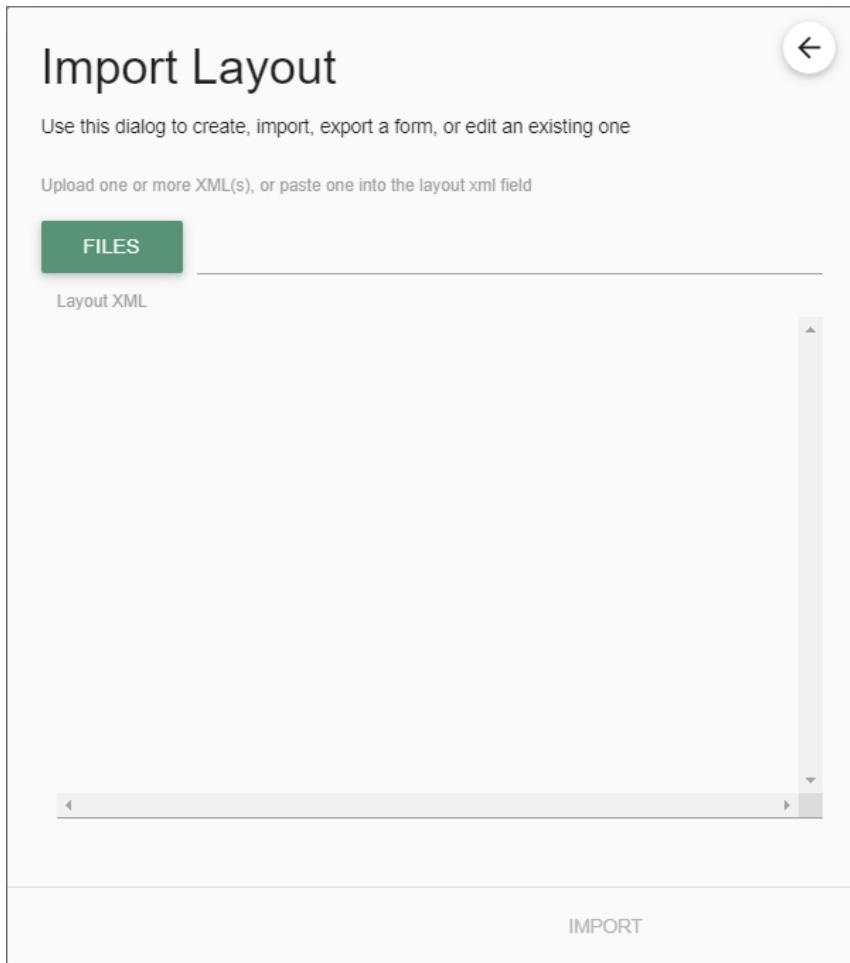 Import Layout
Use this dialog to create, import, export a form, or edit an existing one
Upload one or more XML(s), or paste one into the layout xml field
FILES
Layout XML
IMPORT